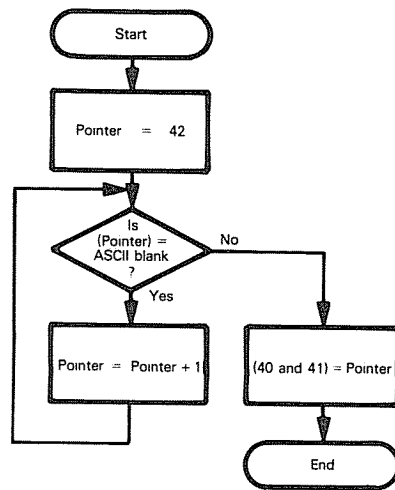 Start
Pointer = 42
Is
(Pointer) =
ASCII blank
?
No
Yes
Pointer = Pointer + 1
(40 and 41) = Pointer
End